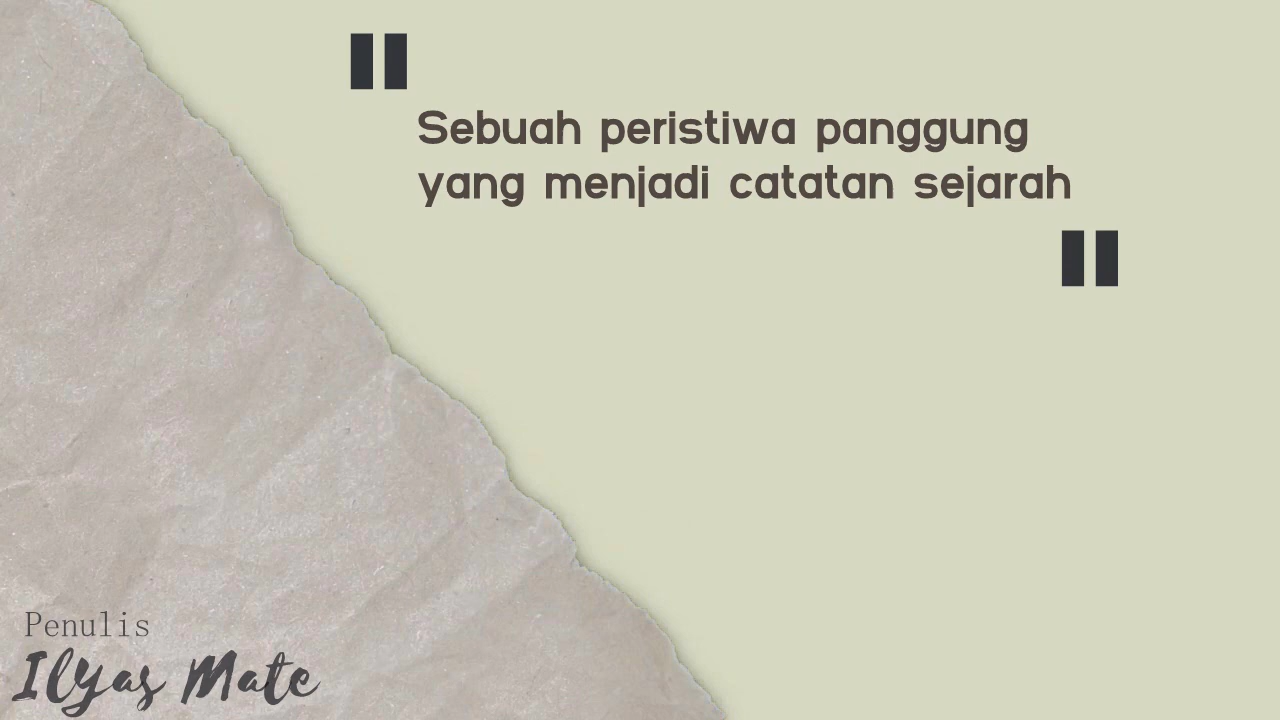 "
Sebuah peristiwa panggung
yang menjadi catatan sejarah
"
Penulis
Ilyas Mate